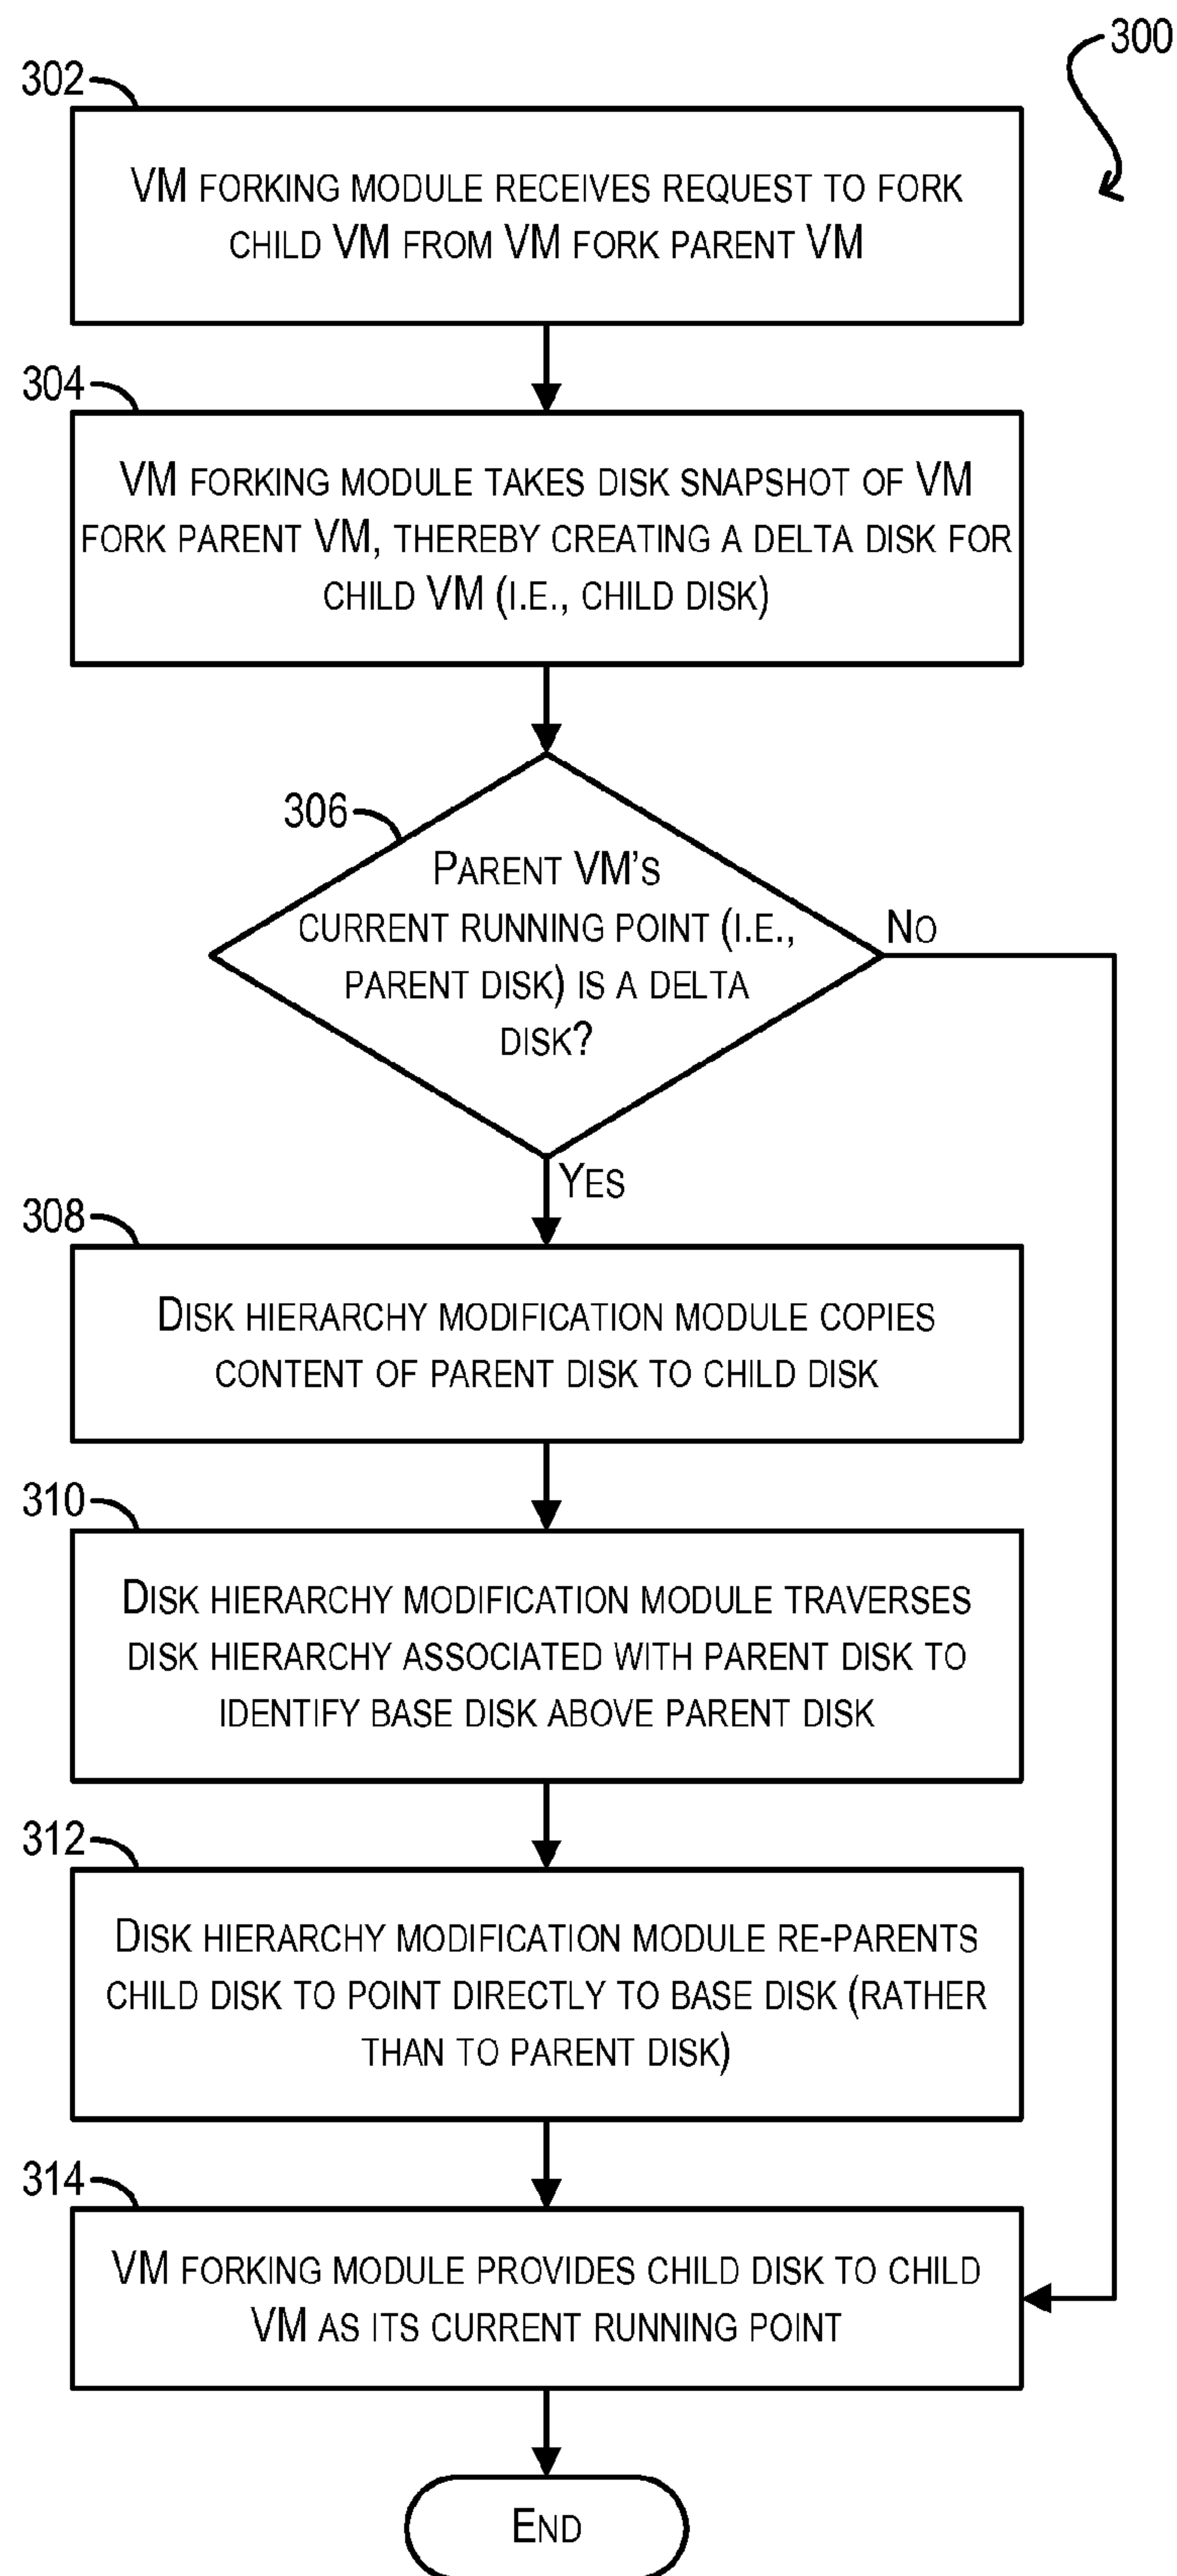 300
302
VM FORKING MODULE RECEIVES REQUEST TO FORK
CHILD VM FROM VM FORK PARENT VM
304
VM FORKING MODULE TAKES DISK SNAPSHOT OF VM
FORK PARENT VM, THEREBY CREATING A DELTA DISK FOR
CHILD VM (I.E., CHILD DISK)
306
PARENT VM'S
CURRENT RUNNING POINT (I.E.,
PARENT DISK) IS A DELTA
DISK?
NO
YES
308
DISK HIERARCHY MODIFICATION MODULE COPIES
CONTENT OF PARENT DISK TO CHILD DISK
310
DISK HIERARCHY MODIFICATION MODULE TRAVERSES
DISK HIERARCHY ASSOCIATED WITH PARENT DISK TO
IDENTIFY BASE DISK ABOVE PARENT DISK
312
DISK HIERARCHY MODIFICATION MODULE RE-PARENTS
CHILD DISK TO POINT DIRECTLY TO BASE DISK (RATHER
THAN TO PARENT DISK)
314
VM FORKING MODULE PROVIDES CHILD DISK TO CHILD
VM AS ITS CURRENT RUNNING POINT
END